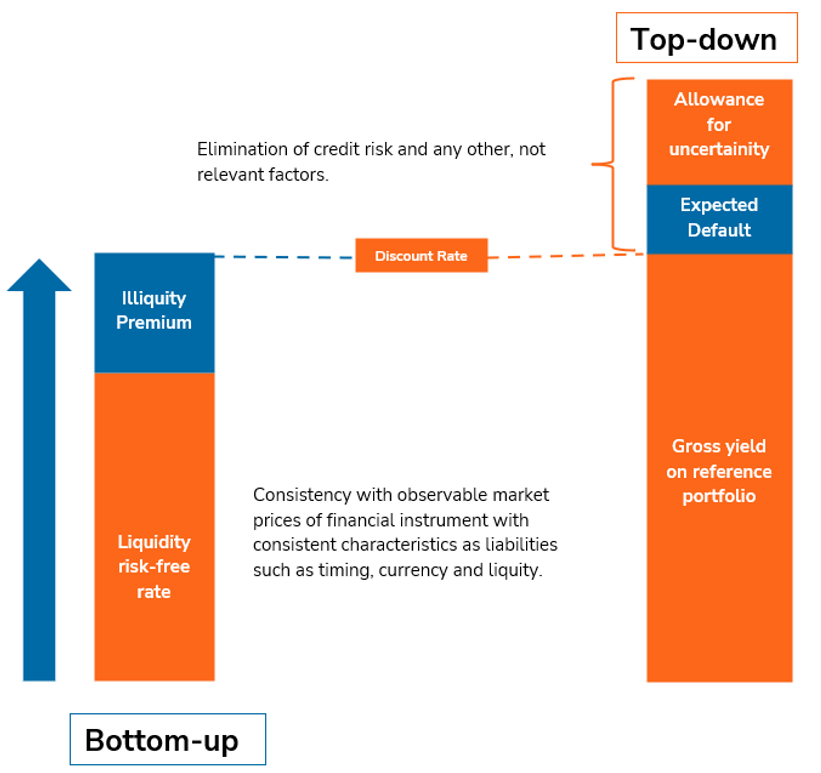 Top-down
Allowance
for
uncertainity
Elimination of credit risk and any other, not
relevant factors.
Expected
Default
Discount Rate
Illiquity
Premium
Gross yield
on reference
portfolio
Consistency with observable market
prices of financial instrument with
consistent characteristics as liabilities
such as timing, currency and liquity.
Liquidity
risk-free
rate
Bottom-up